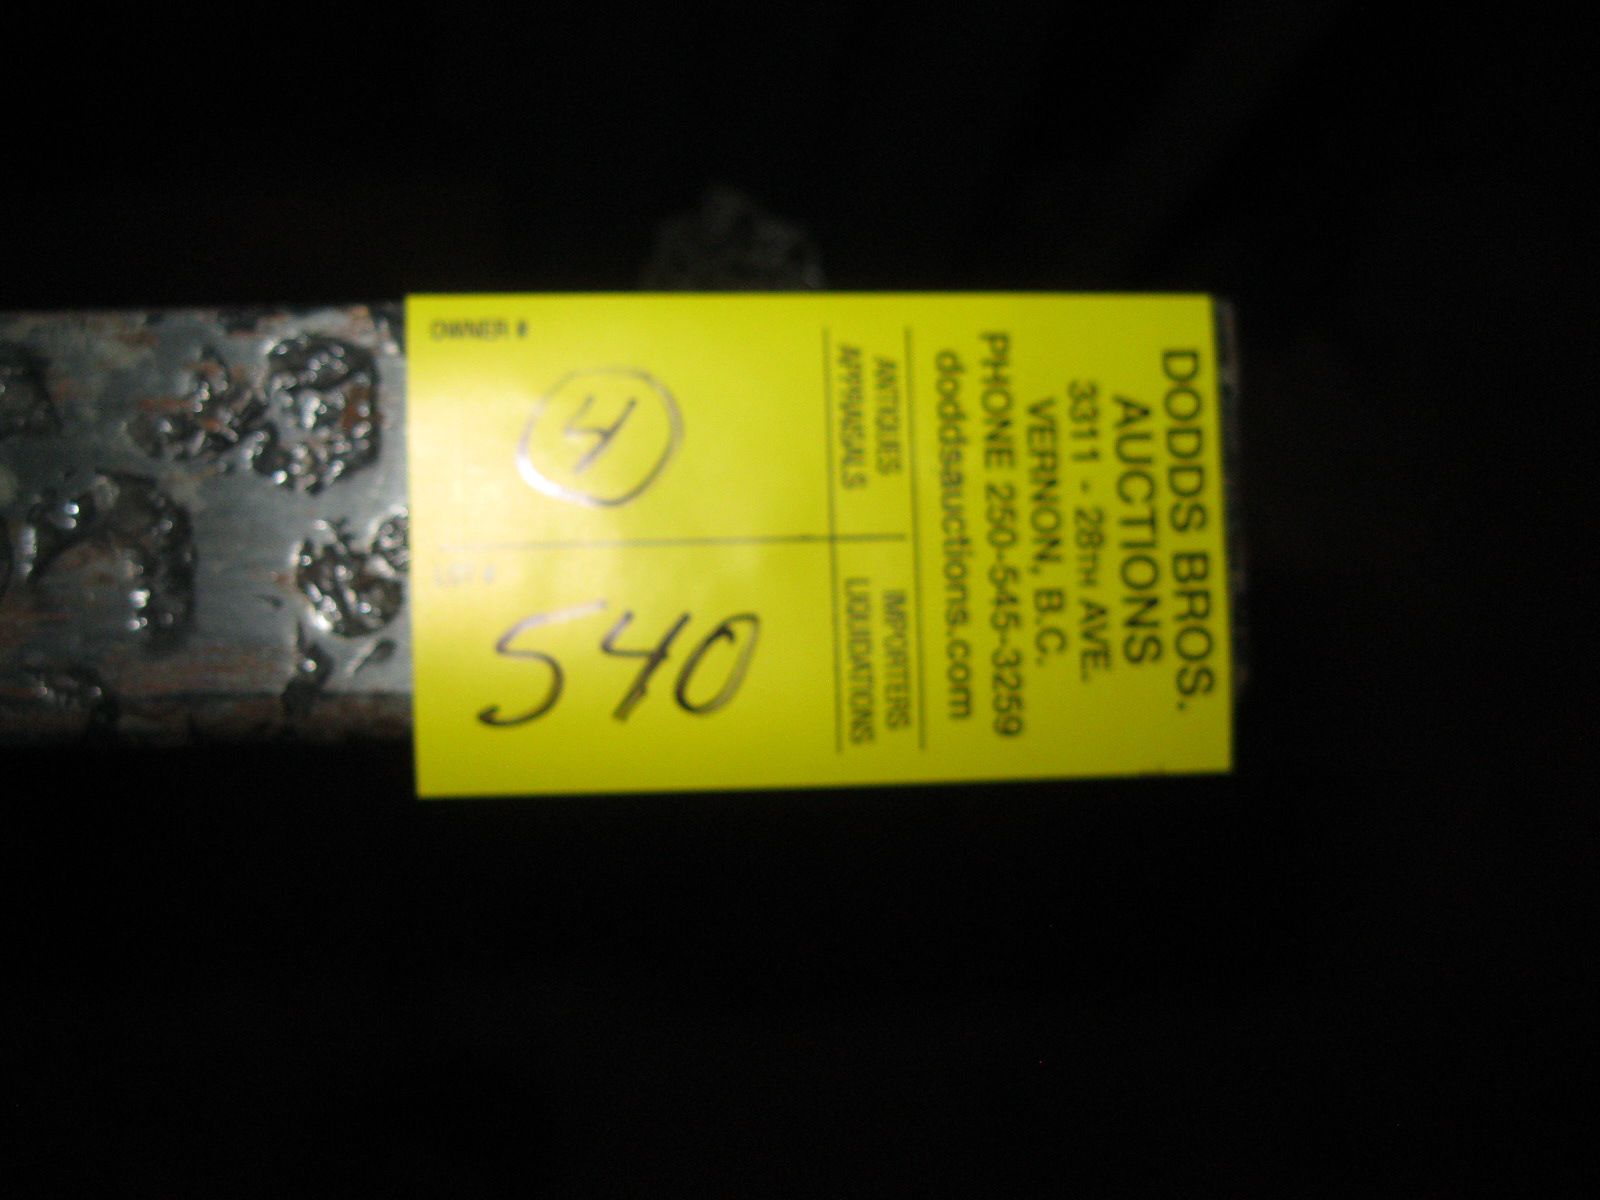 DODDS BROS.
AUCTIONS
3311 - 28TH AVE.
VERNON, B.C.
PHONE 250-545-3259
doddsauctions.com
ANTIQUES
APPRAISALS
IMPORTERS
LIQUIDATIONS
OWNER #
4
LOT #
540